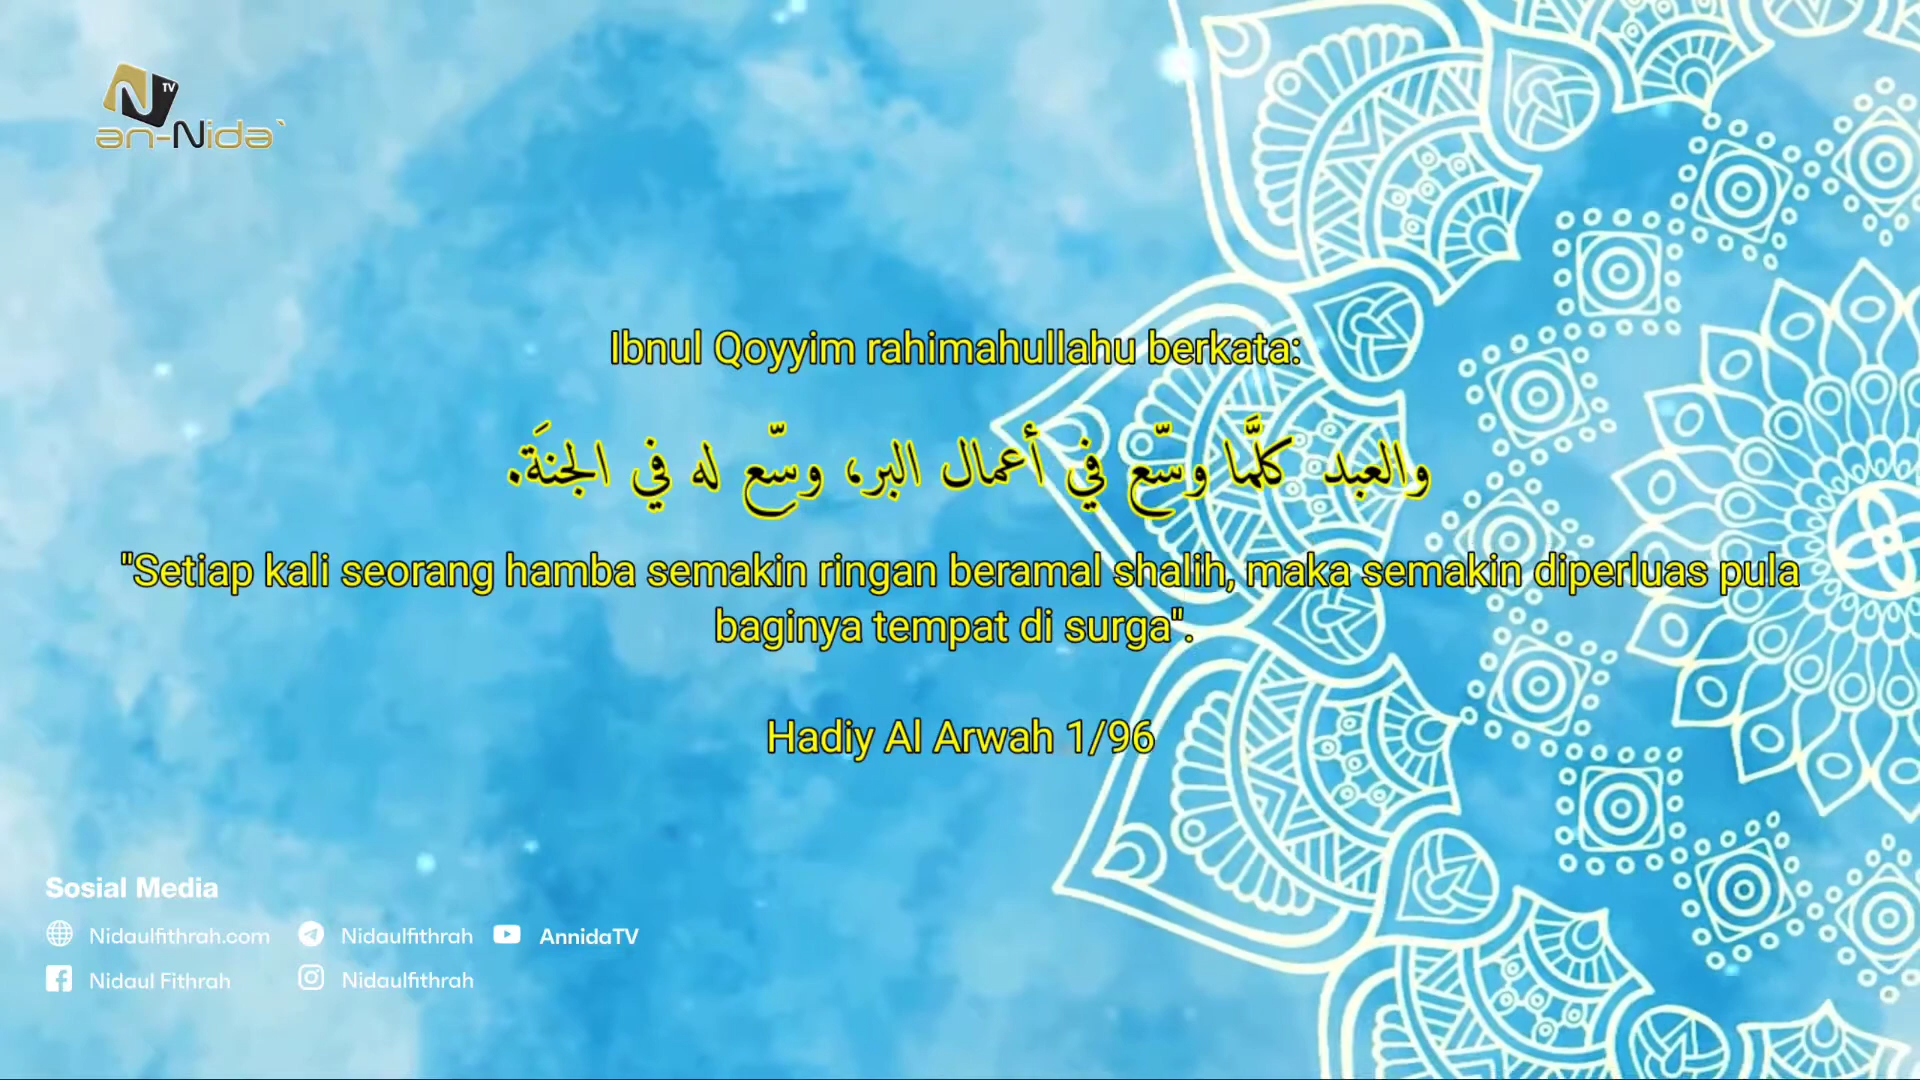 TV
an-Nida`
Ibnul Qoyyim rahimahullahu berkata:
والعبد كلَّما وسّع في أعمال البر، وسّع له في الجنَة.
"Setiap kali seorang hamba semakin ringan beramal shalih, maka semakin diperluas pula
baginya tempat di surga".
Hadiy Al Arwah 1/96
Sosial Media
Nidaulfithrah.com Nidaulfithrah AnnidaTV
Nidaul Fithrah Nidaulfithrah